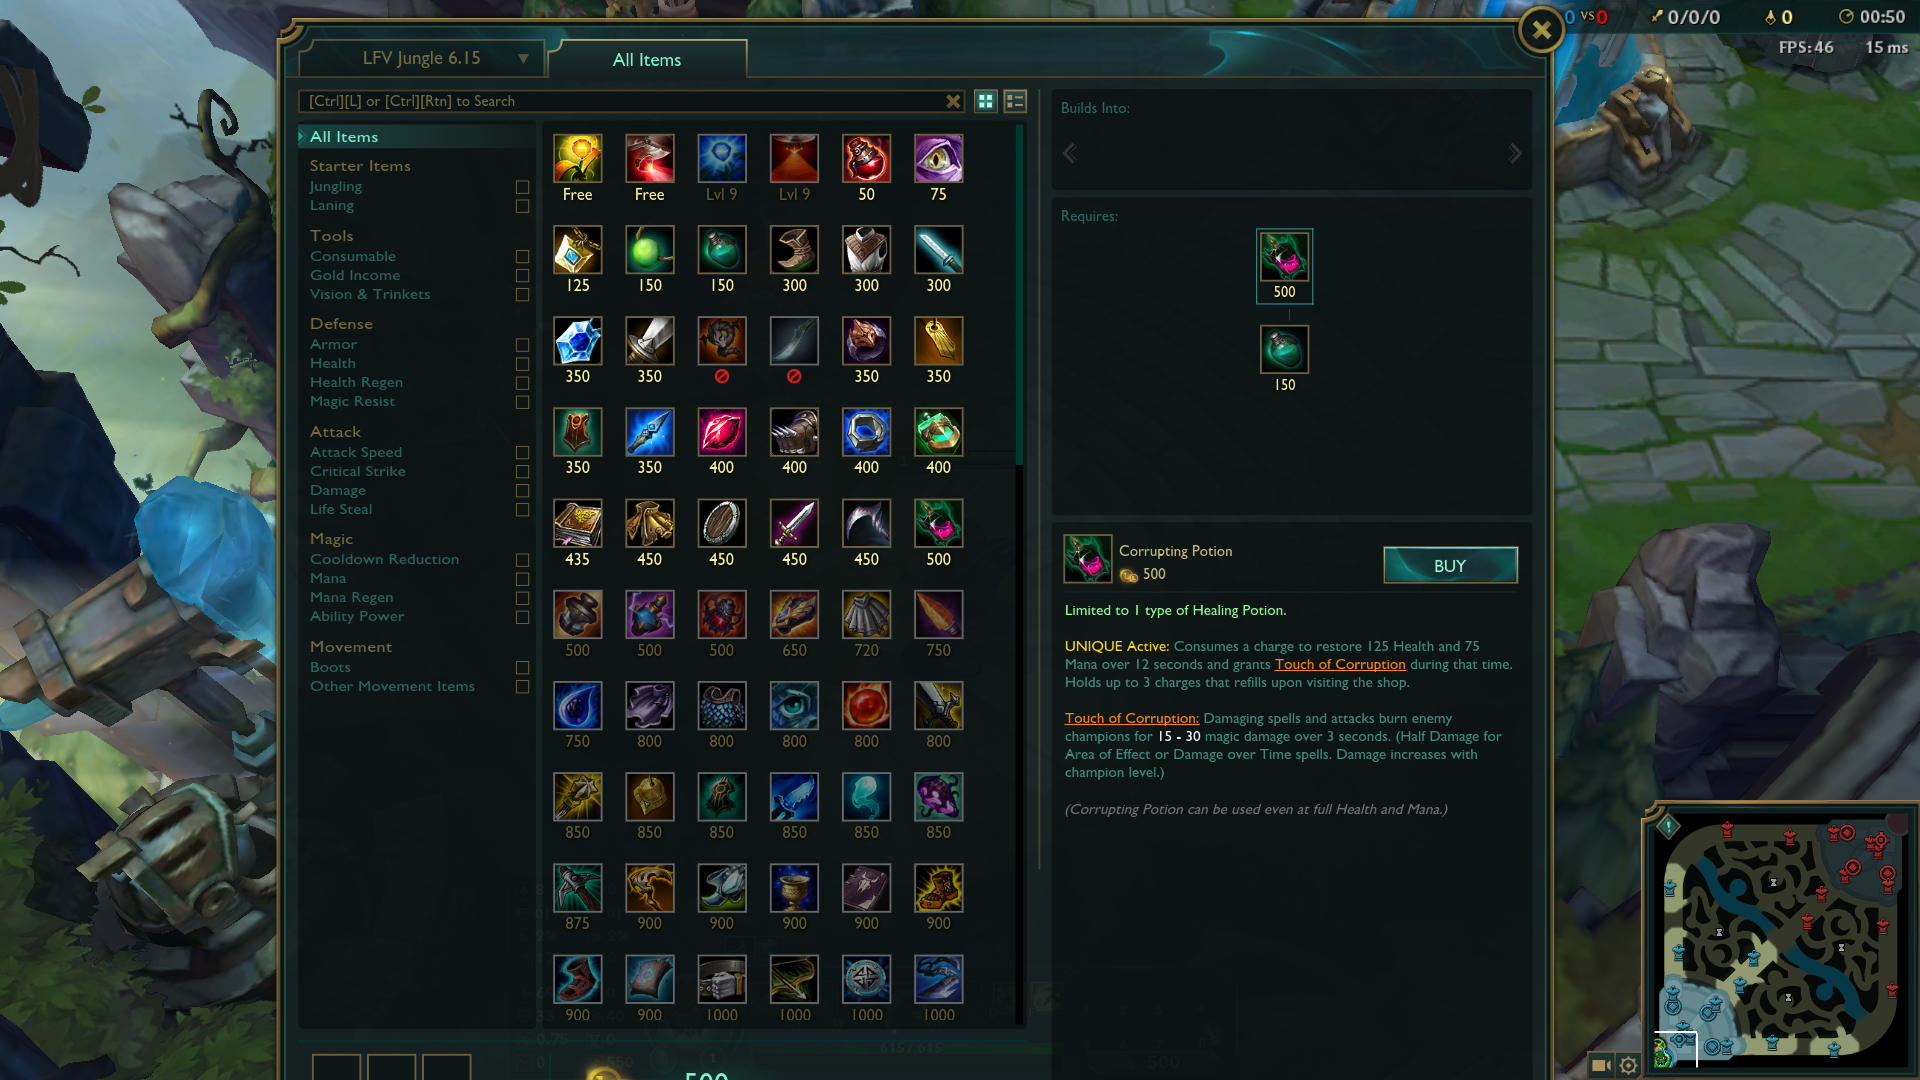 LFV Jungle 6.15
All Items
0 VS 0
0/0/0
0
00:50
FPS: 46
15 ms
[Ctrl][L] or [Ctrl][Rtn] to Search
All Items
Starter Items
Jungling
Laning
Tools
Consumable
Gold Income
Vision & Trinkets
Defense
Armor
Health
Health Regen
Magic Resist
Attack
Attack Speed
Critical Strike
Damage
Life Steal
Magic
Cooldown Reduction
Mana
Mana Regen
Ability Power
Movement
Boots
Other Movement Items
Free Free Lvl 9 Lvl 9 50 75
125 150 150 300 300 300
350 350 350 350
350 350 400 400 400 400
435 450 450 450 450 500
500 500 500 650 720 750
750 800 800 800 800 800
850 850 850 850 850 850
875 900 900 900 900 900
900 900 1000 1000 1000 1000
500
615 / 615
Builds Into:
Requires:
500
150
Corrupting Potion
500
BUY
Limited to 1 type of Healing Potion.
UNIQUE Active: Consumes a charge to restore 125 Health and 75
Mana over 12 seconds and grants Touch of Corruption during that time.
Holds up to 3 charges that refills upon visiting the shop.
Touch of Corruption: Damaging spells and attacks burn enemy
champions for 15 - 30 magic damage over 3 seconds. (Half Damage for
Area of Effect or Damage over Time spells. Damage increases with
champion level.)
(Corrupting Potion can be used even at full Health and Mana.)
500